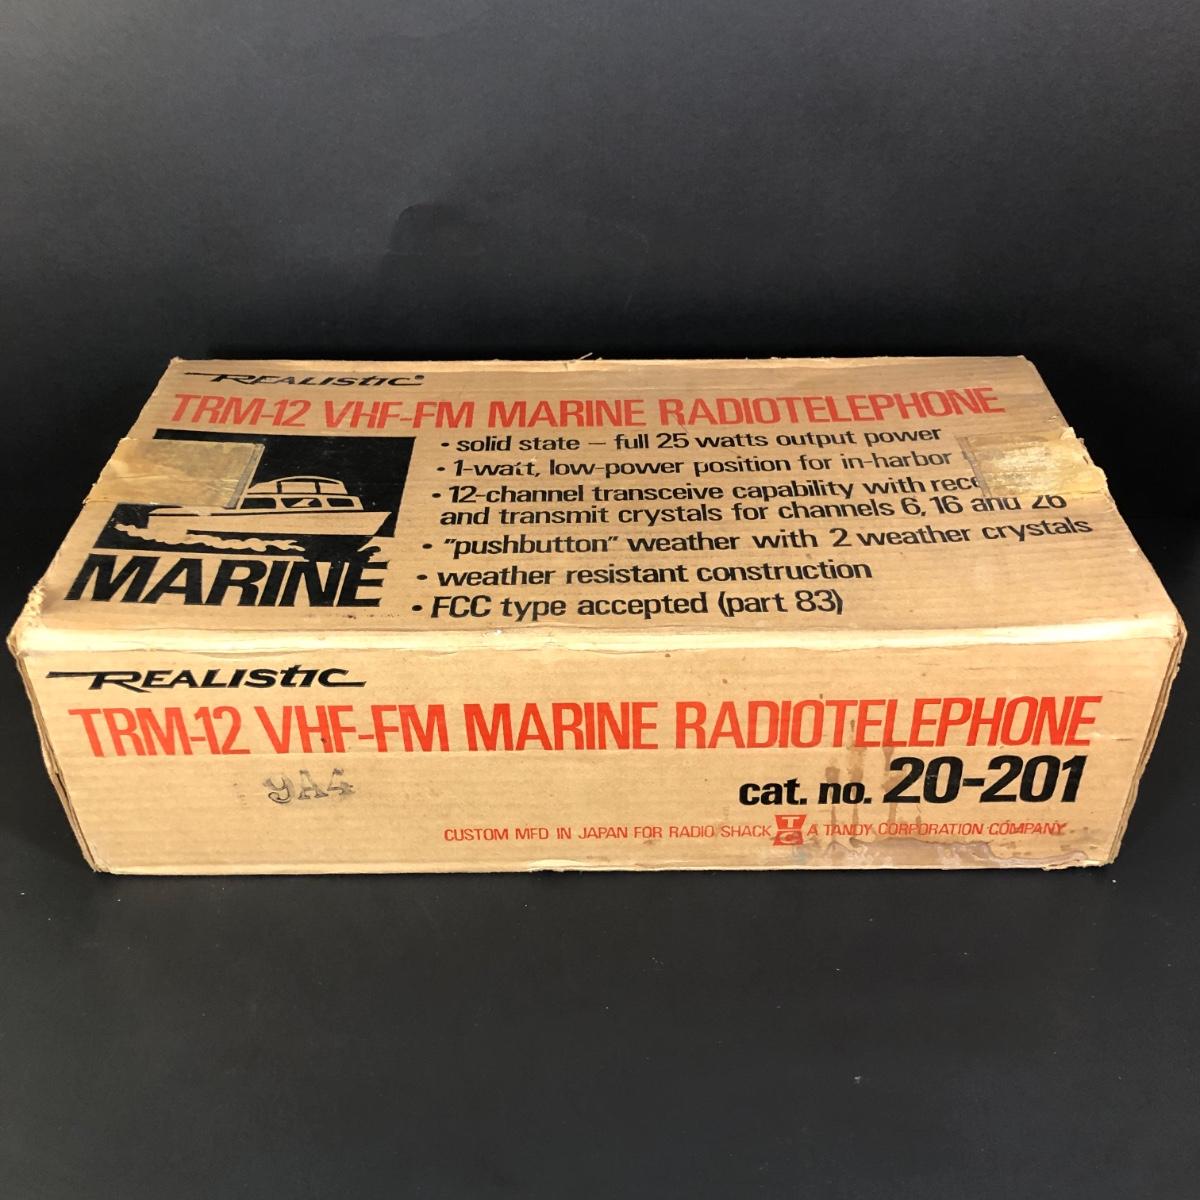 REALISTIC®
TRM-12 VHF-FM MARINE RADIOTELEPHONE
• solid state – full 25 watts output power
• 1-watt, low-power position for in-harbor
• 12-channel transceive capability with
and transmit crystals for channels 6, 16 and 26
• "pushbutton" weather with 2 weather crystals
• weather resistant construction
• FCC type accepted (part 83)
MARINE
REALISTIC
TRM-12 VHF-FM MARINE RADIOTELEPHONE
9A4
cat. no. 20-201
CUSTOM MFD IN JAPAN FOR RADIO SHACK TC A TANDY CORPORATION COMPANY